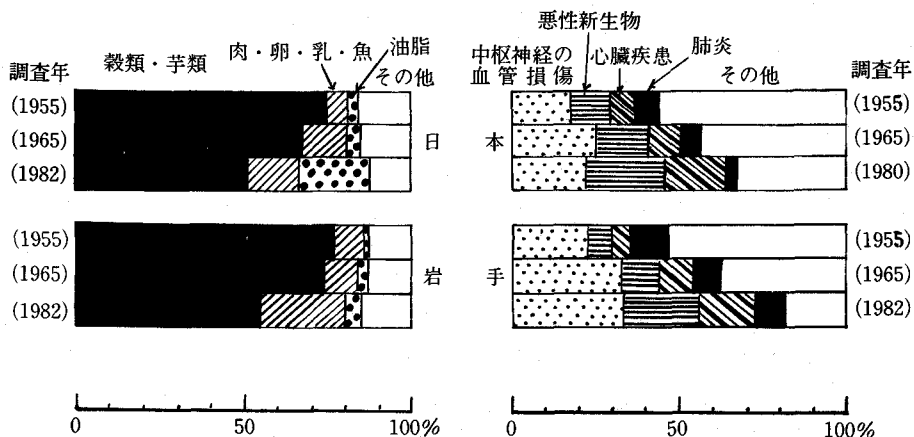 悪性新生物
肉・卵・乳・魚 油脂
中枢神経の 心臓疾患 肺炎
調査年 穀類・芋類 その他 血管損傷 その他 調査年
(1955) (1955)
(1965) 日 本 (1965)
(1982) (1980)
(1955) (1955)
(1965) 岩 手 (1965)
(1982) (1982)
0 50 100% 0 50 100%